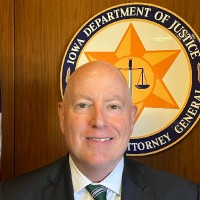 IOWA DEPARTMENT OF JUSTICE
ATTORNEY GENERAL